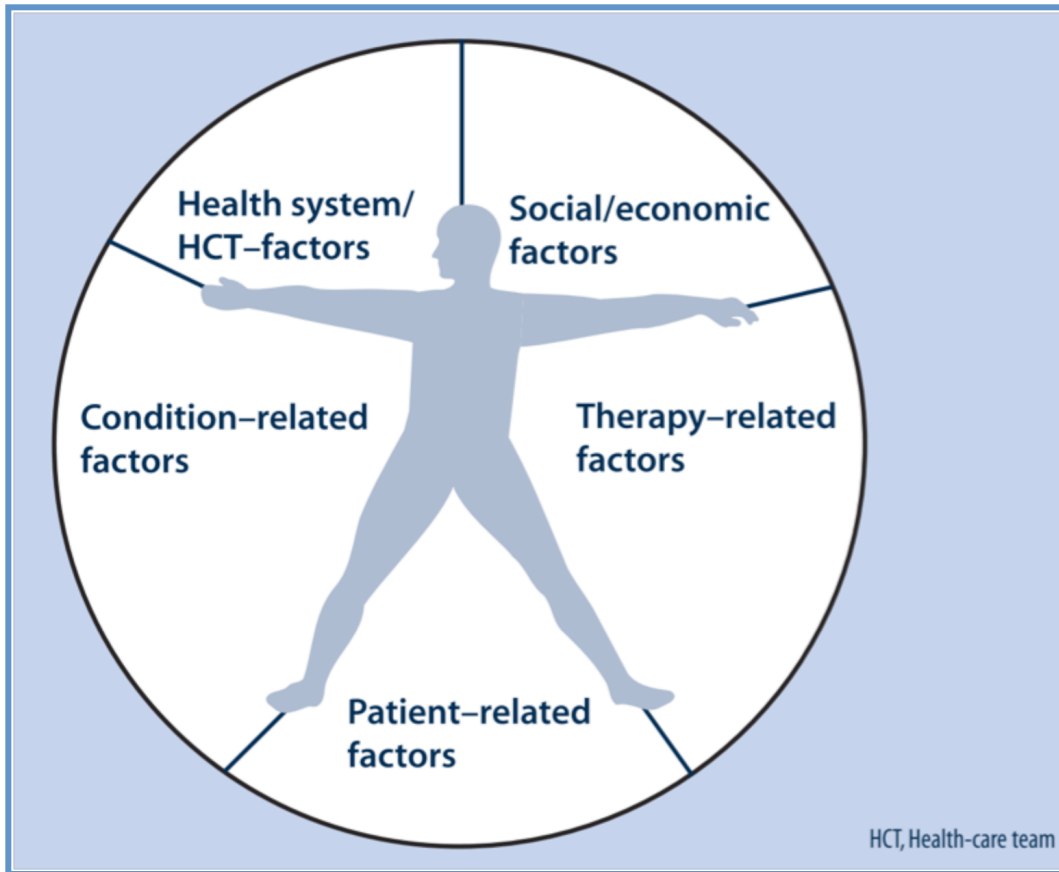 Health system/
HCT–factors
Social/economic
factors
Condition–related
factors
Therapy–related
factors
Patient–related
factors
HCT, Health-care team